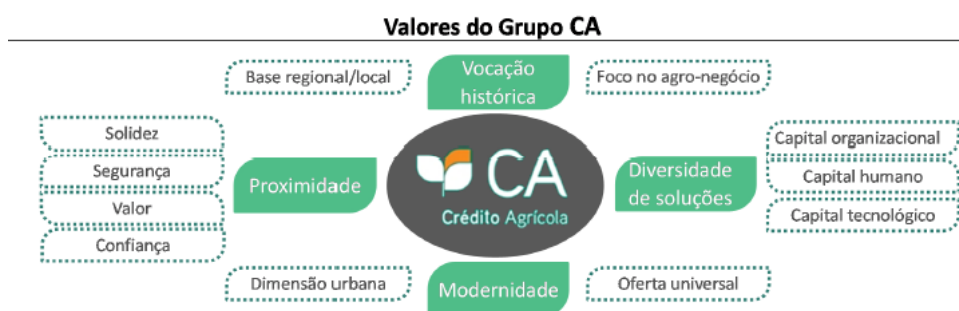 Valores do Grupo CA
Base regional/local
Vocação
histórica
Foco no agro-negócio
Solidez
Segurança
Valor
Confiança
Proximidade
CA
Crédito Agrícola
Diversidade
de soluções
Capital organizacional
Capital humano
Capital tecnológico
Dimensão urbana
Modernidade
Oferta universal